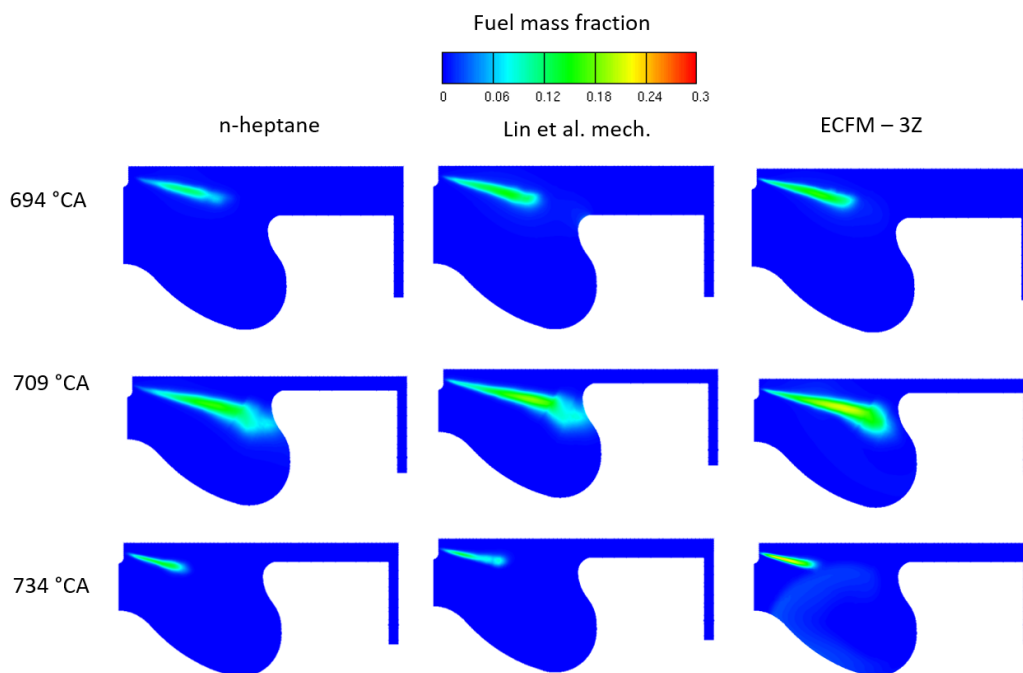 Fuel mass fraction
0 0.06 0.12 0.18 0.24 0.3
n-heptane Lin et al. mech. ECFM – 3Z
694 °CA
709 °CA
734 °CA